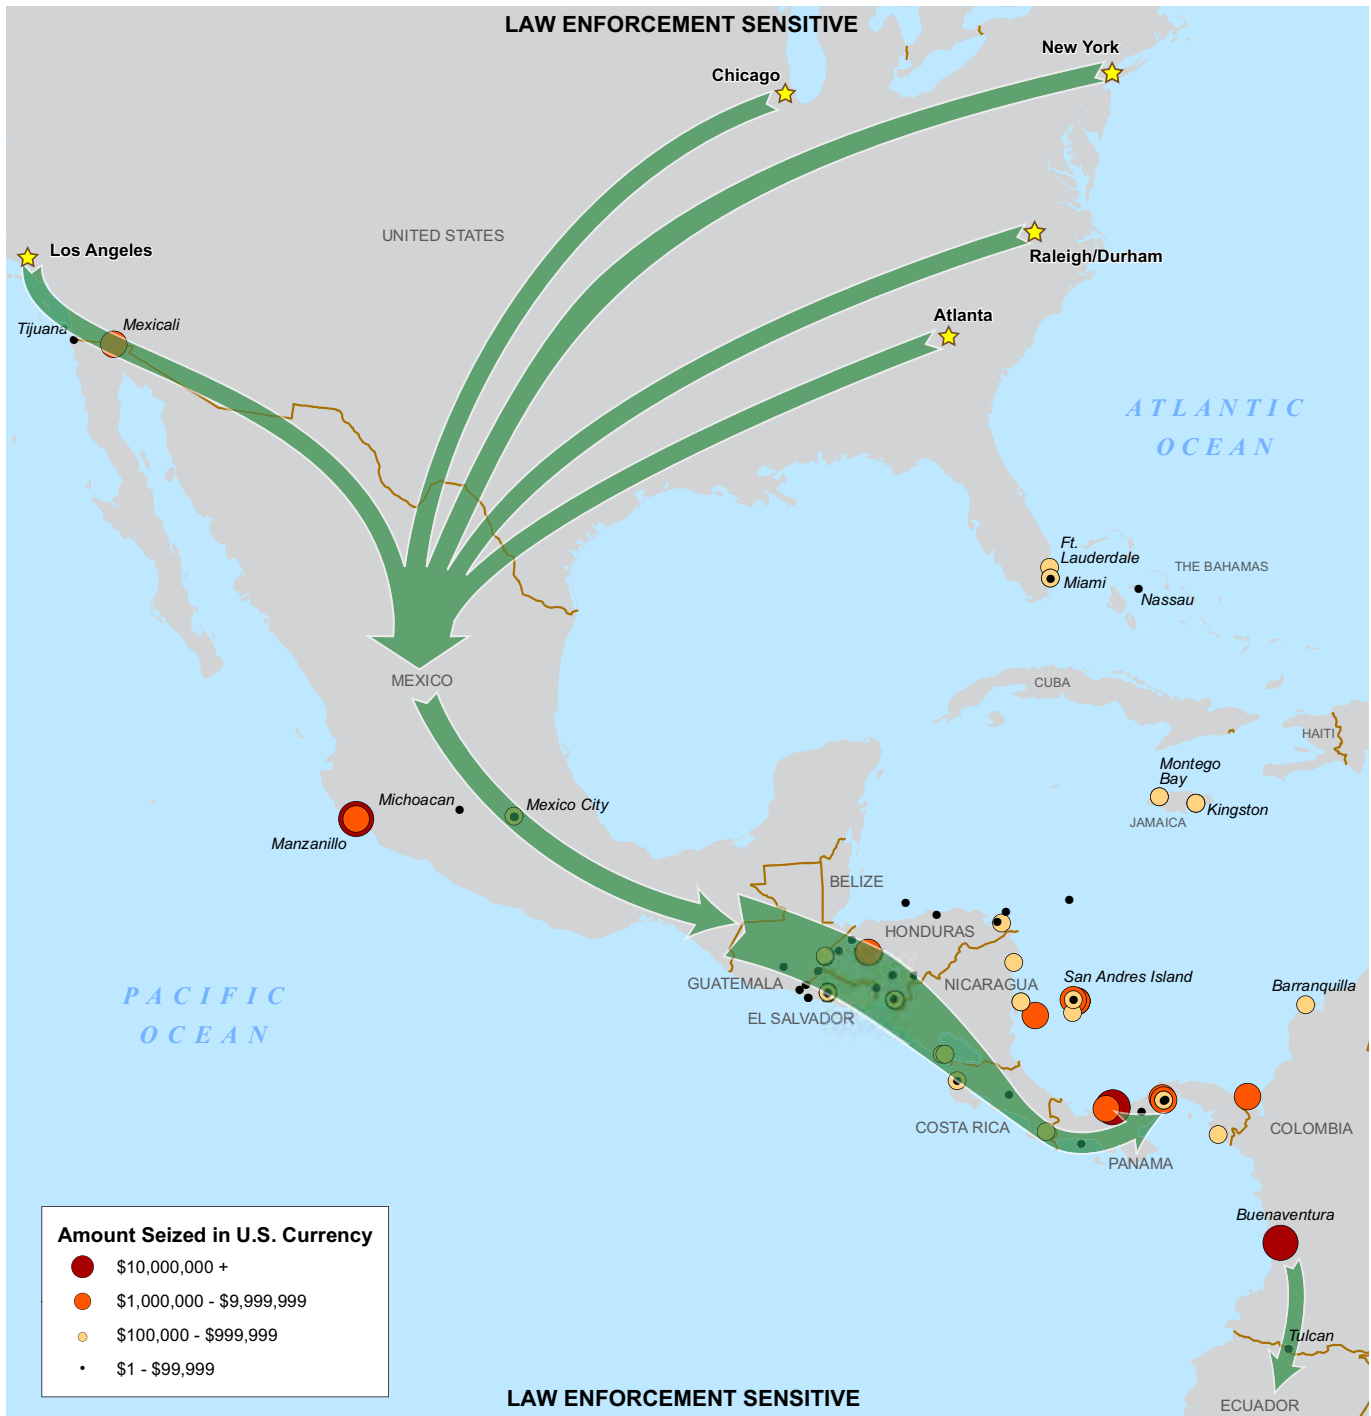 LAW ENFORCEMENT SENSITIVE
New York
Chicago
UNITED STATES
Los Angeles
Raleigh/Durham
Atlanta
Tijuana
Mexicali
ATLANTIC
OCEAN
Ft.
Lauderdale
Miami
THE BAHAMAS
Nassau
MEXICO
CUBA
HAITI
Montego
Bay
Kingston
JAMAICA
Michoacan
Mexico City
Manzanillo
BELIZE
HONDURAS
GUATEMALA
NICARAGUA
San Andres Island
Barranquilla
PACIFIC
OCEAN
EL SALVADOR
COSTA RICA
COLOMBIA
PANAMA
Buenaventura
Amount Seized in U.S. Currency
$10,000,000 +
$1,000,000 - $9,999,999
$100,000 - $999,999
$1 - $99,999
Tulcan
ECUADOR
LAW ENFORCEMENT SENSITIVE